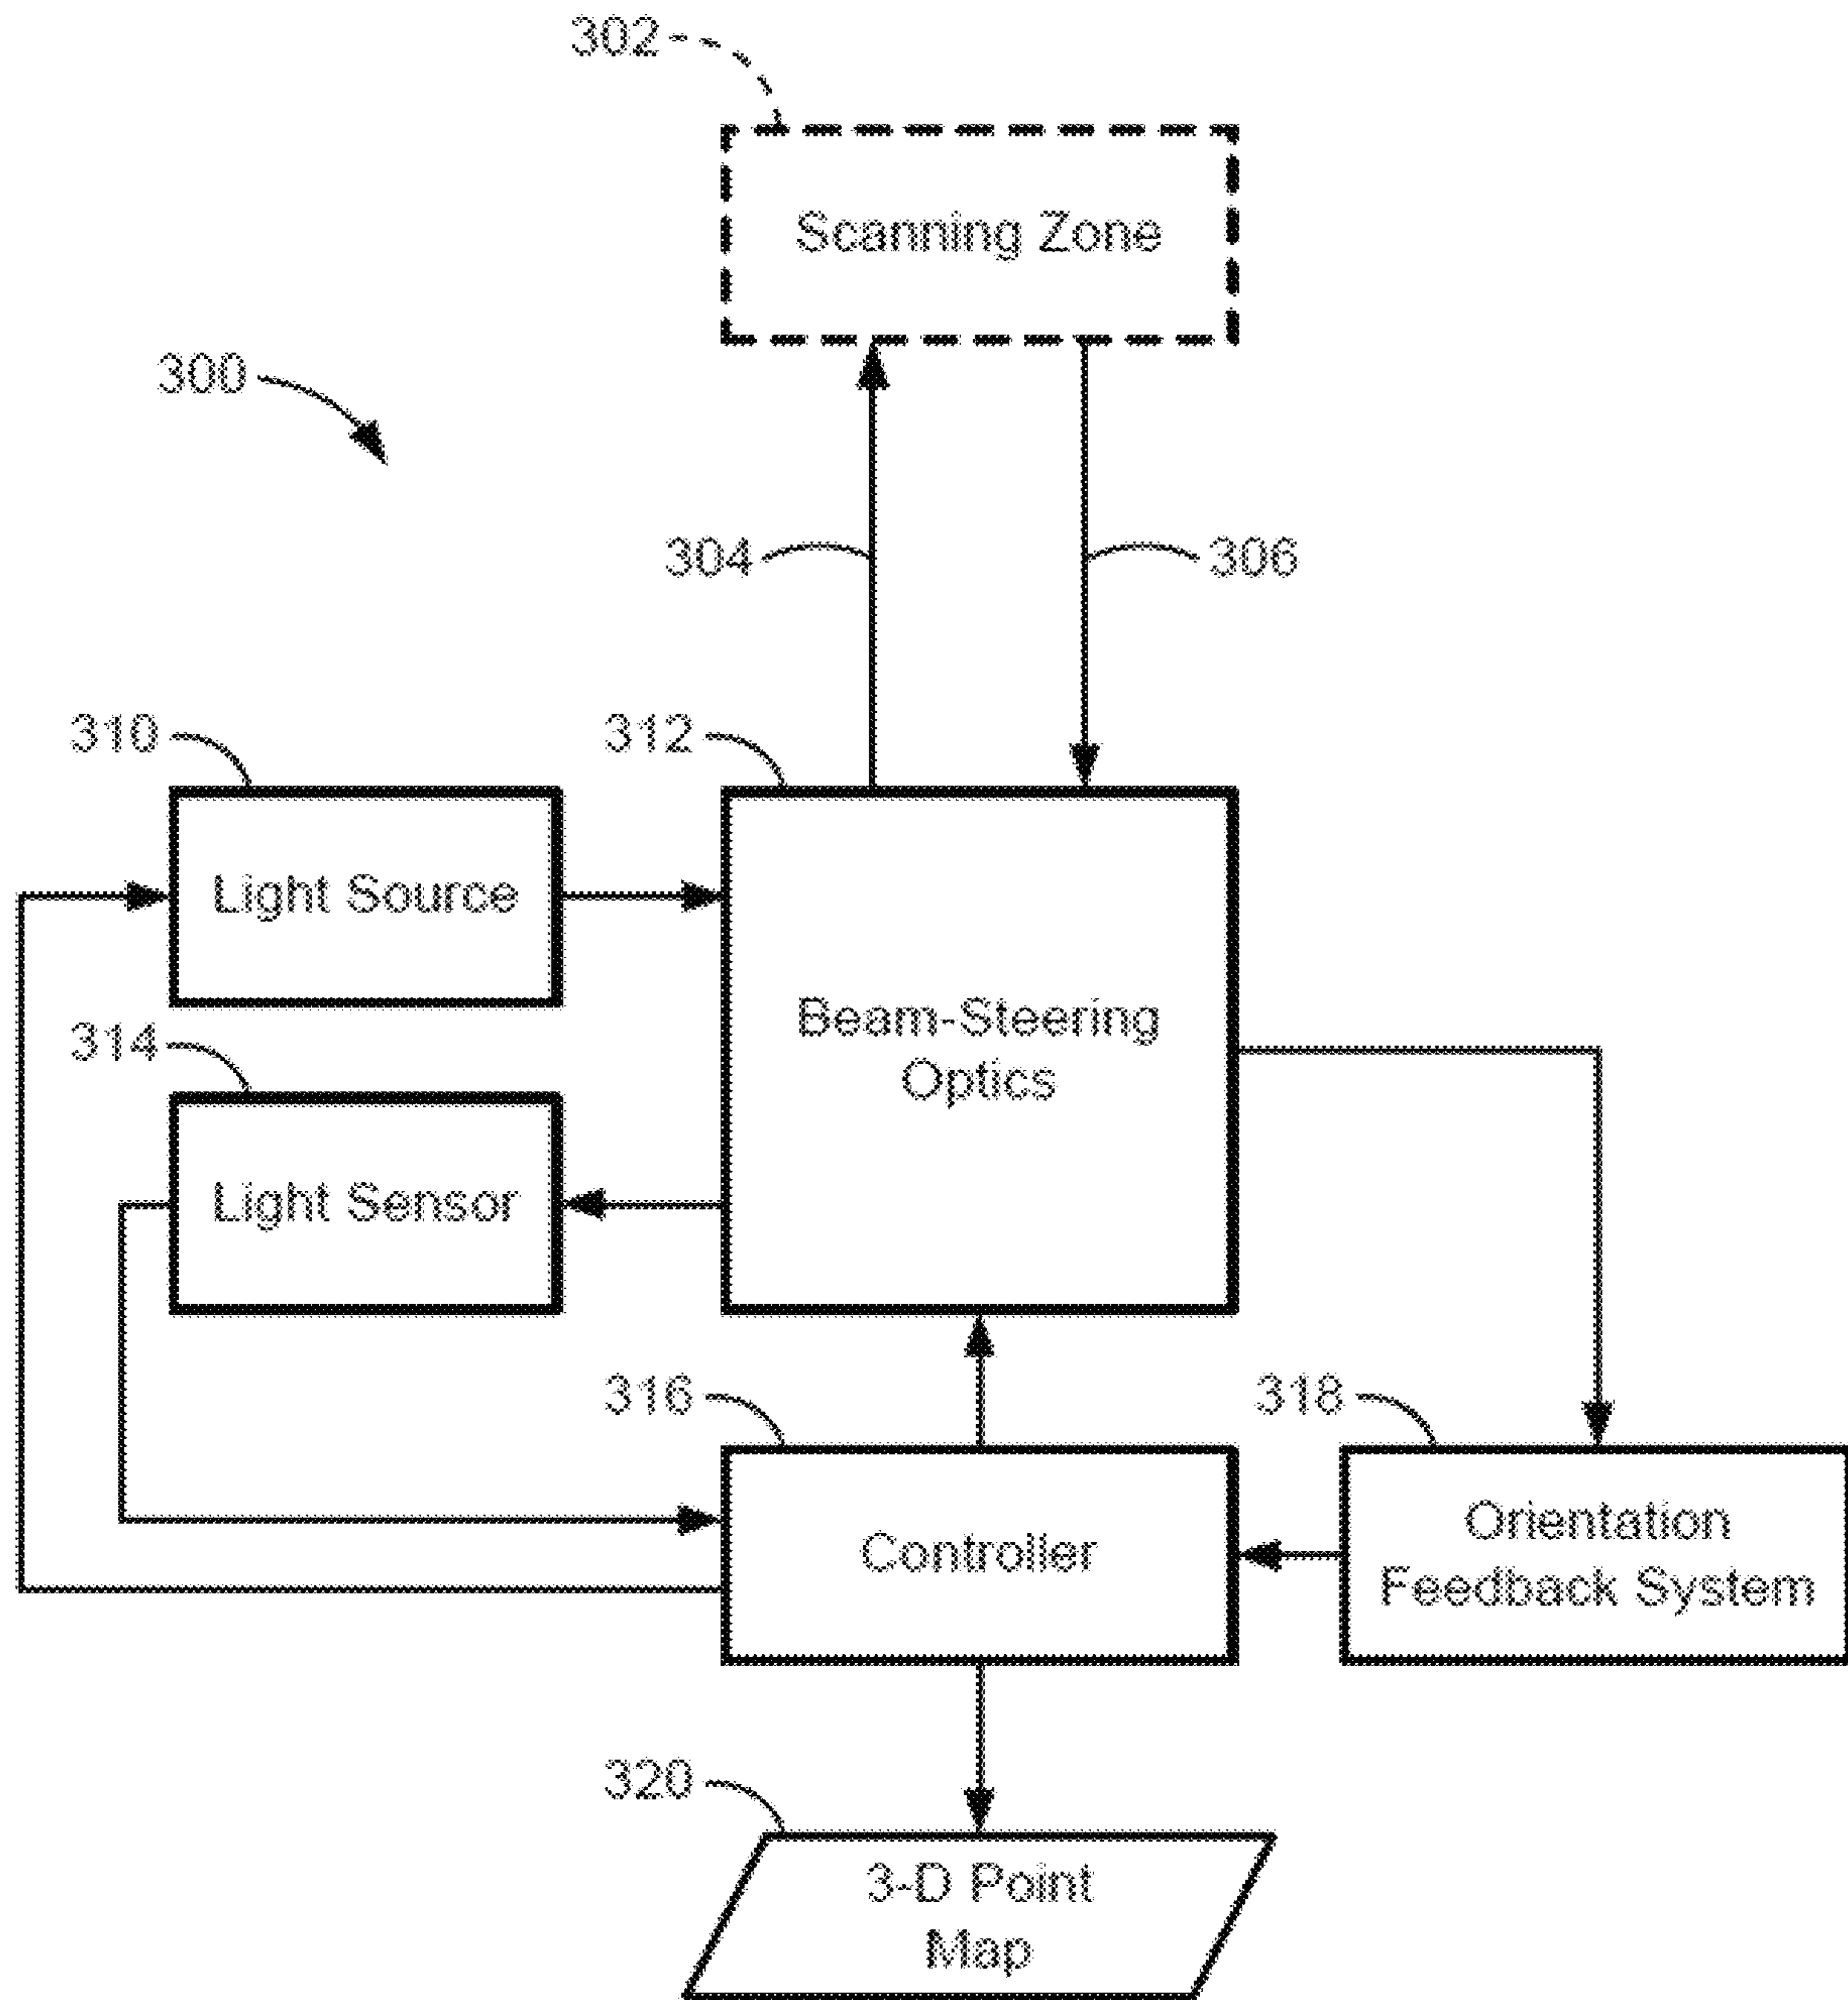 302
Scanning Zone
300
304
306
310
312
Light Source
314
Beam-Steering
Optics
Light Sensor
316
318
Controller
Orientation
Feedback System
320
3-D Point
Map